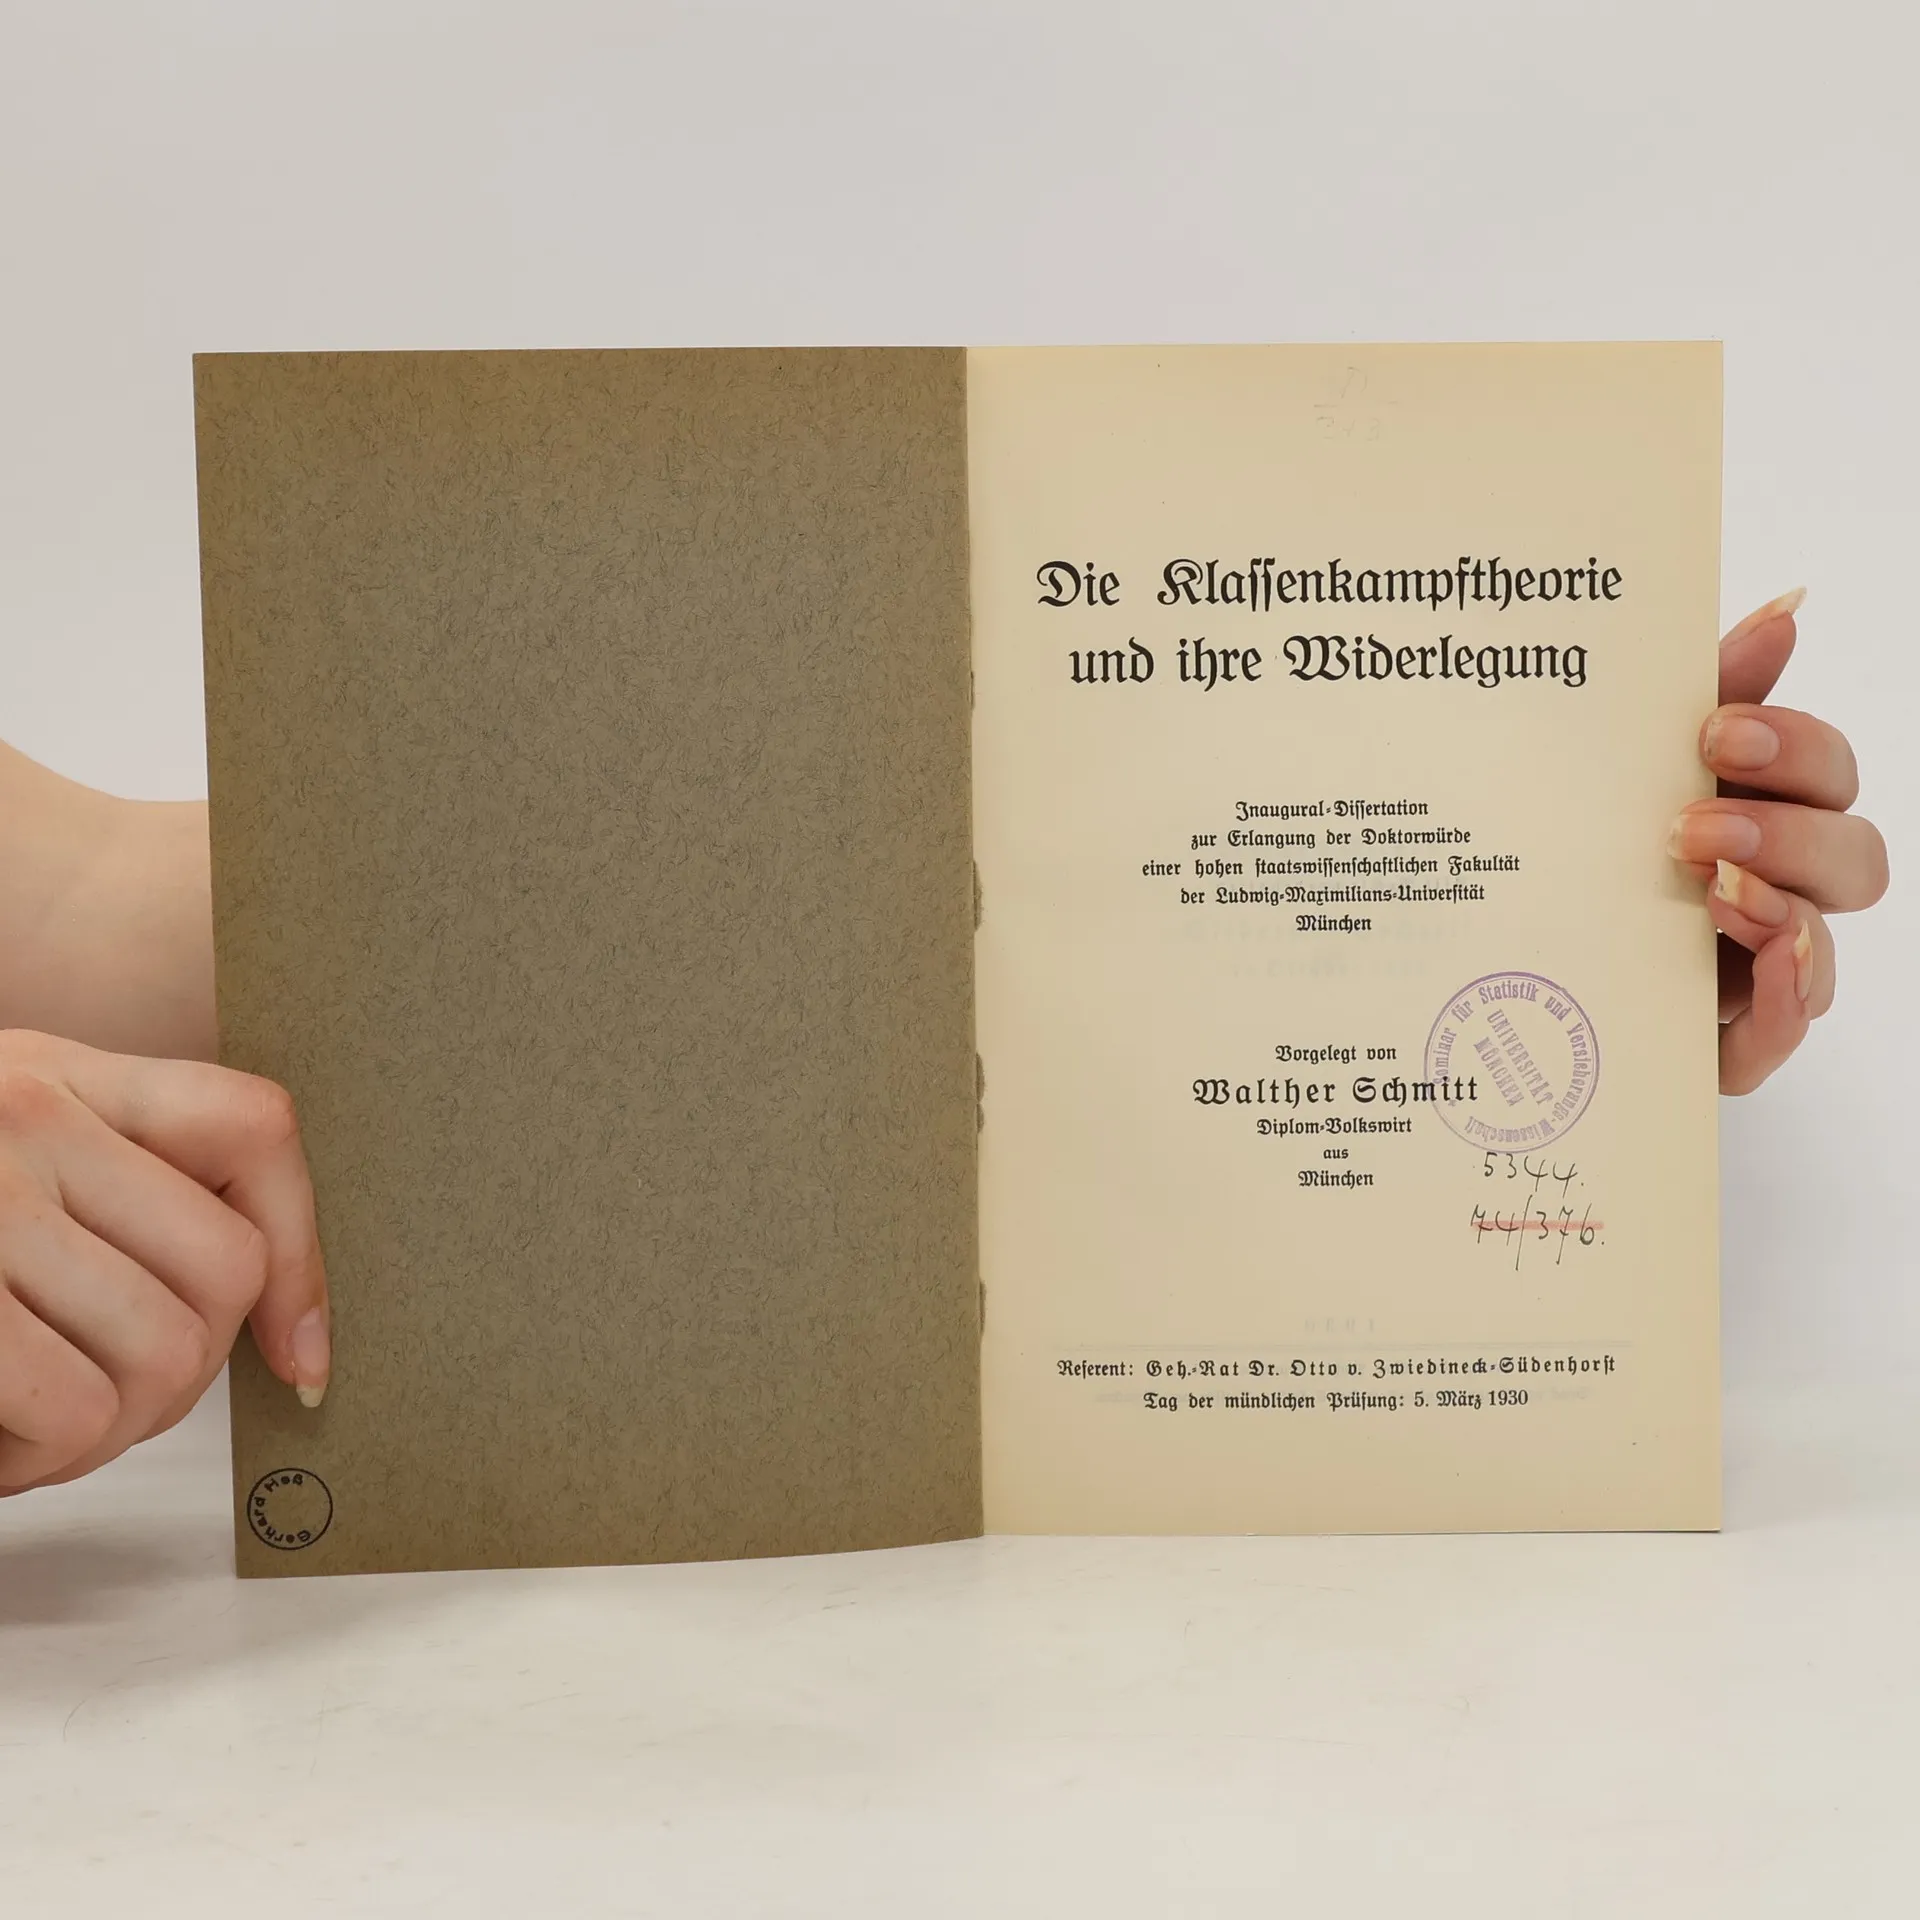 Die Klaſſenkampftheorie
und ihre Widerlegung
Inaugural-Diſſertation
zur Erlangung der Doktorwürde
einer hohen ſtaatswiſſenſchaftlichen Fakultät
der Ludwig-Maximilians-Univerſität
München
Seminar für Statistik und Versicherungs-Wissenschaft
UNIVERSITÄT
MÜNCHEN
Vorgelegt von
Walther Schmitt
Diplom-Volkswirt
aus
München
5344.
74/376.
Referent: Geh.-Rat Dr. Otto v. Zwiedineck-Südenhorſt
Tag der mündlichen Prüfung: 5. März 1930
Gerhard Heß